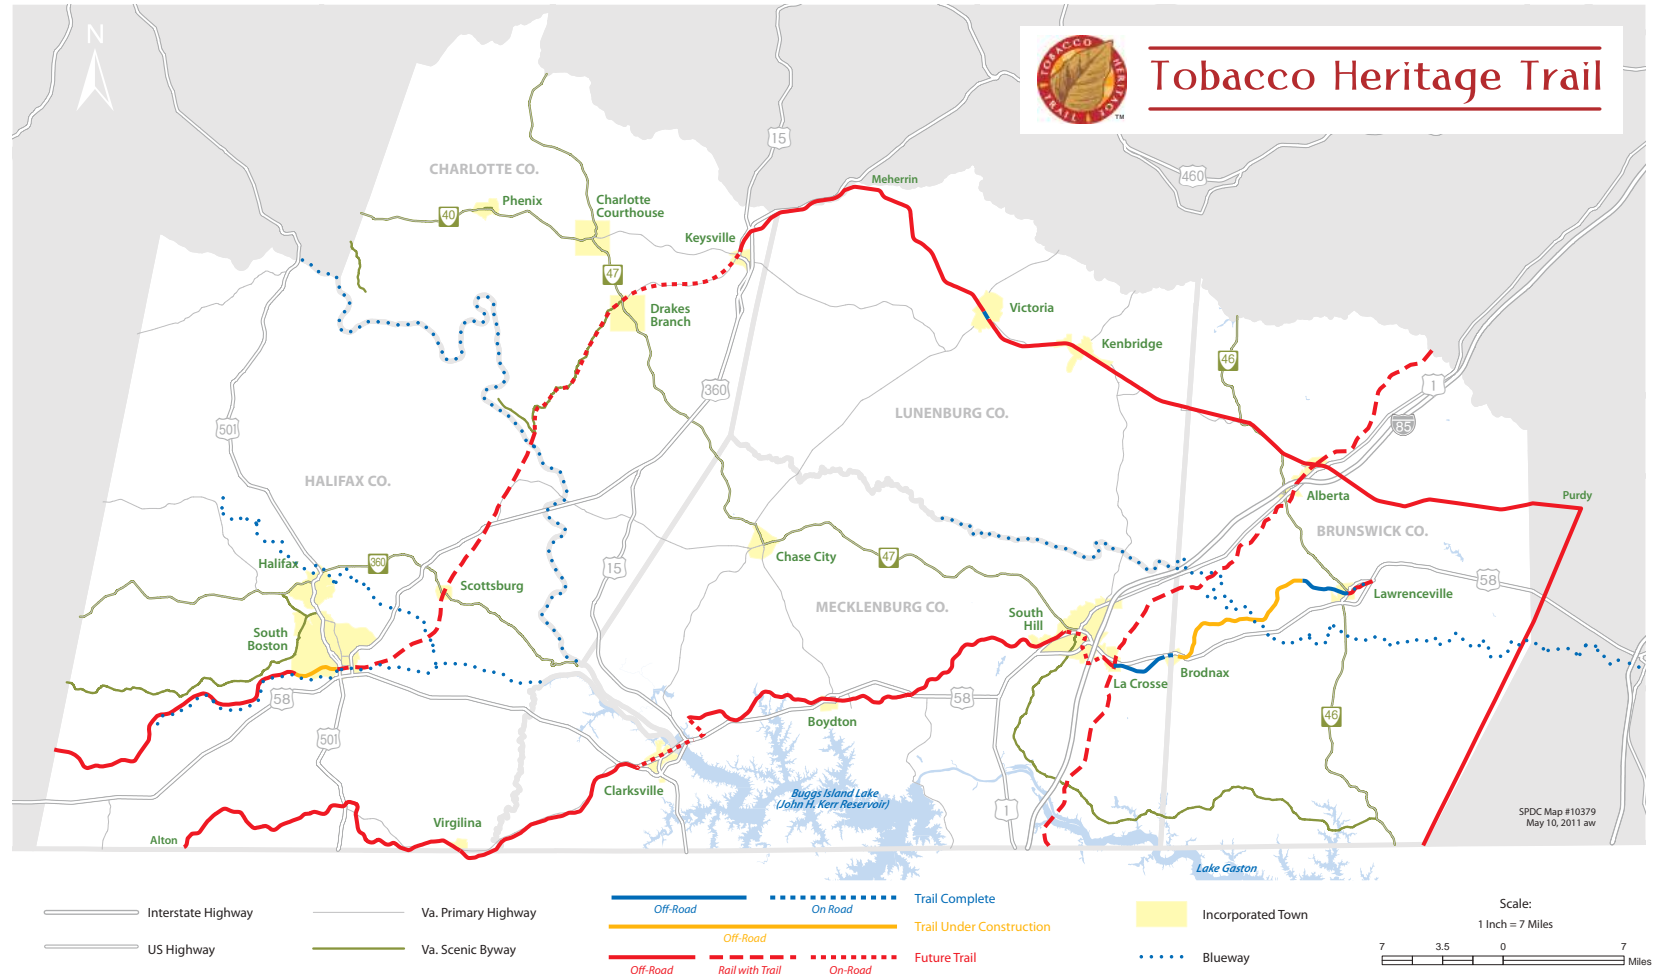 N
TOBACCO HERITAGE TRAIL
TM
Tobacco Heritage Trail
15
460
CHARLOTTE CO.
Meherrin
40
Phenix
Charlotte
Courthouse
Keysville
47
Drakes
Branch
Victoria
Kenbridge
46
1
85
360
501
LUNENBURG CO.
HALIFAX CO.
Alberta
Purdy
BRUNSWICK CO.
Chase City
47
Halifax
360
15
Scottsburg
58
Lawrenceville
MECKLENBURG CO.
South
Hill
South
Boston
La Crosse
Brodnax
58
58
Boydton
46
501
Clarksville
Buggs Island Lake
(John H. Kerr Reservoir)
1
SPDC Map #10379
May 10, 2011 aw
Virgilina
Alton
Lake Gaston
Interstate Highway
US Highway
Va. Primary Highway
Va. Scenic Byway
Off-Road
On Road
Trail Complete
Off-Road
Trail Under Construction
Off-Road
Rail with Trail
On-Road
Future Trail
Incorporated Town
Blueway
Scale:
1 Inch = 7 Miles
7 3.5 0 7
Miles